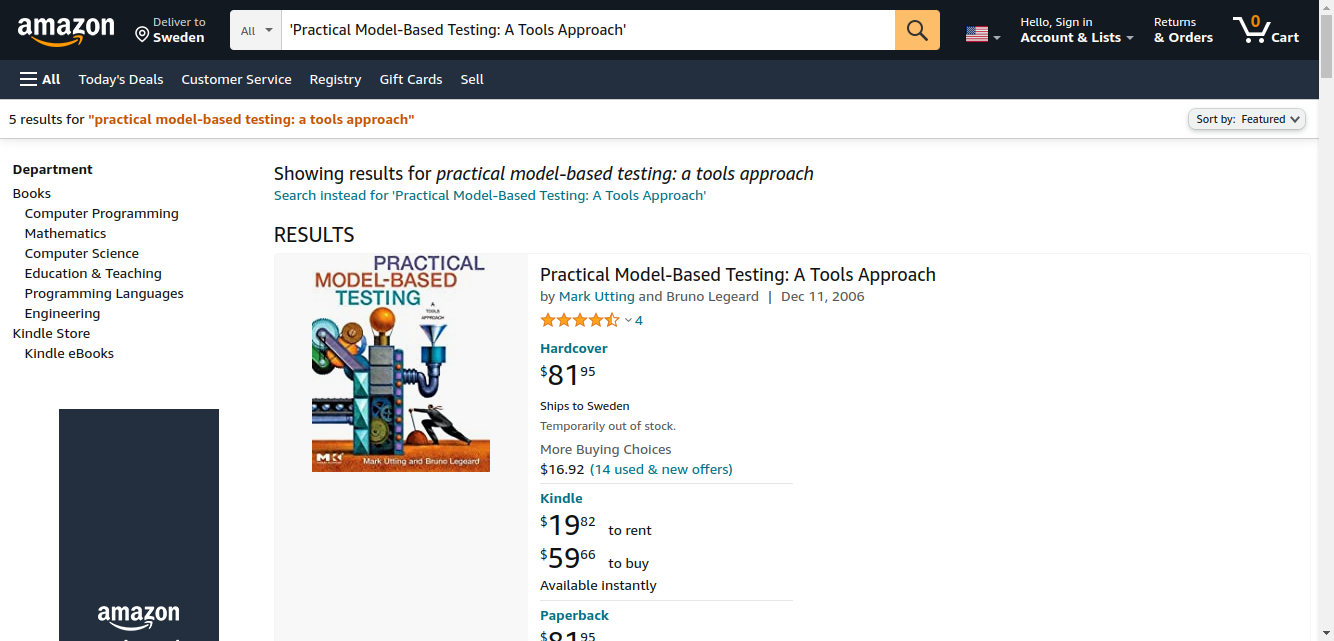 amazon
Deliver to
Sweden
All
'Practical Model-Based Testing: A Tools Approach'
Hello, Sign in
Account & Lists
Returns
& Orders
0
Cart
All
Today's Deals
Customer Service
Registry
Gift Cards
Sell
5 results for "practical model-based testing: a tools approach"
Sort by: Featured
Department
Books
Computer Programming
Mathematics
Computer Science
Education & Teaching
Programming Languages
Engineering
Kindle Store
Kindle eBooks
amazon
Showing results for practical model-based testing: a tools approach
Search instead for 'Practical Model-Based Testing: A Tools Approach'
RESULTS
PRACTICAL
MODEL-BASED
TESTING
A
TOOLS
APPROACH
MK
Mark Utting and Bruno Legeard
Practical Model-Based Testing: A Tools Approach
by Mark Utting and Bruno Legeard | Dec 11, 2006
4
Hardcover
$81 95
Ships to Sweden
Temporarily out of stock.
More Buying Choices
$16.92 (14 used & new offers)
Kindle
$19 82 to rent
$59 66 to buy
Available instantly
Paperback
$81 95